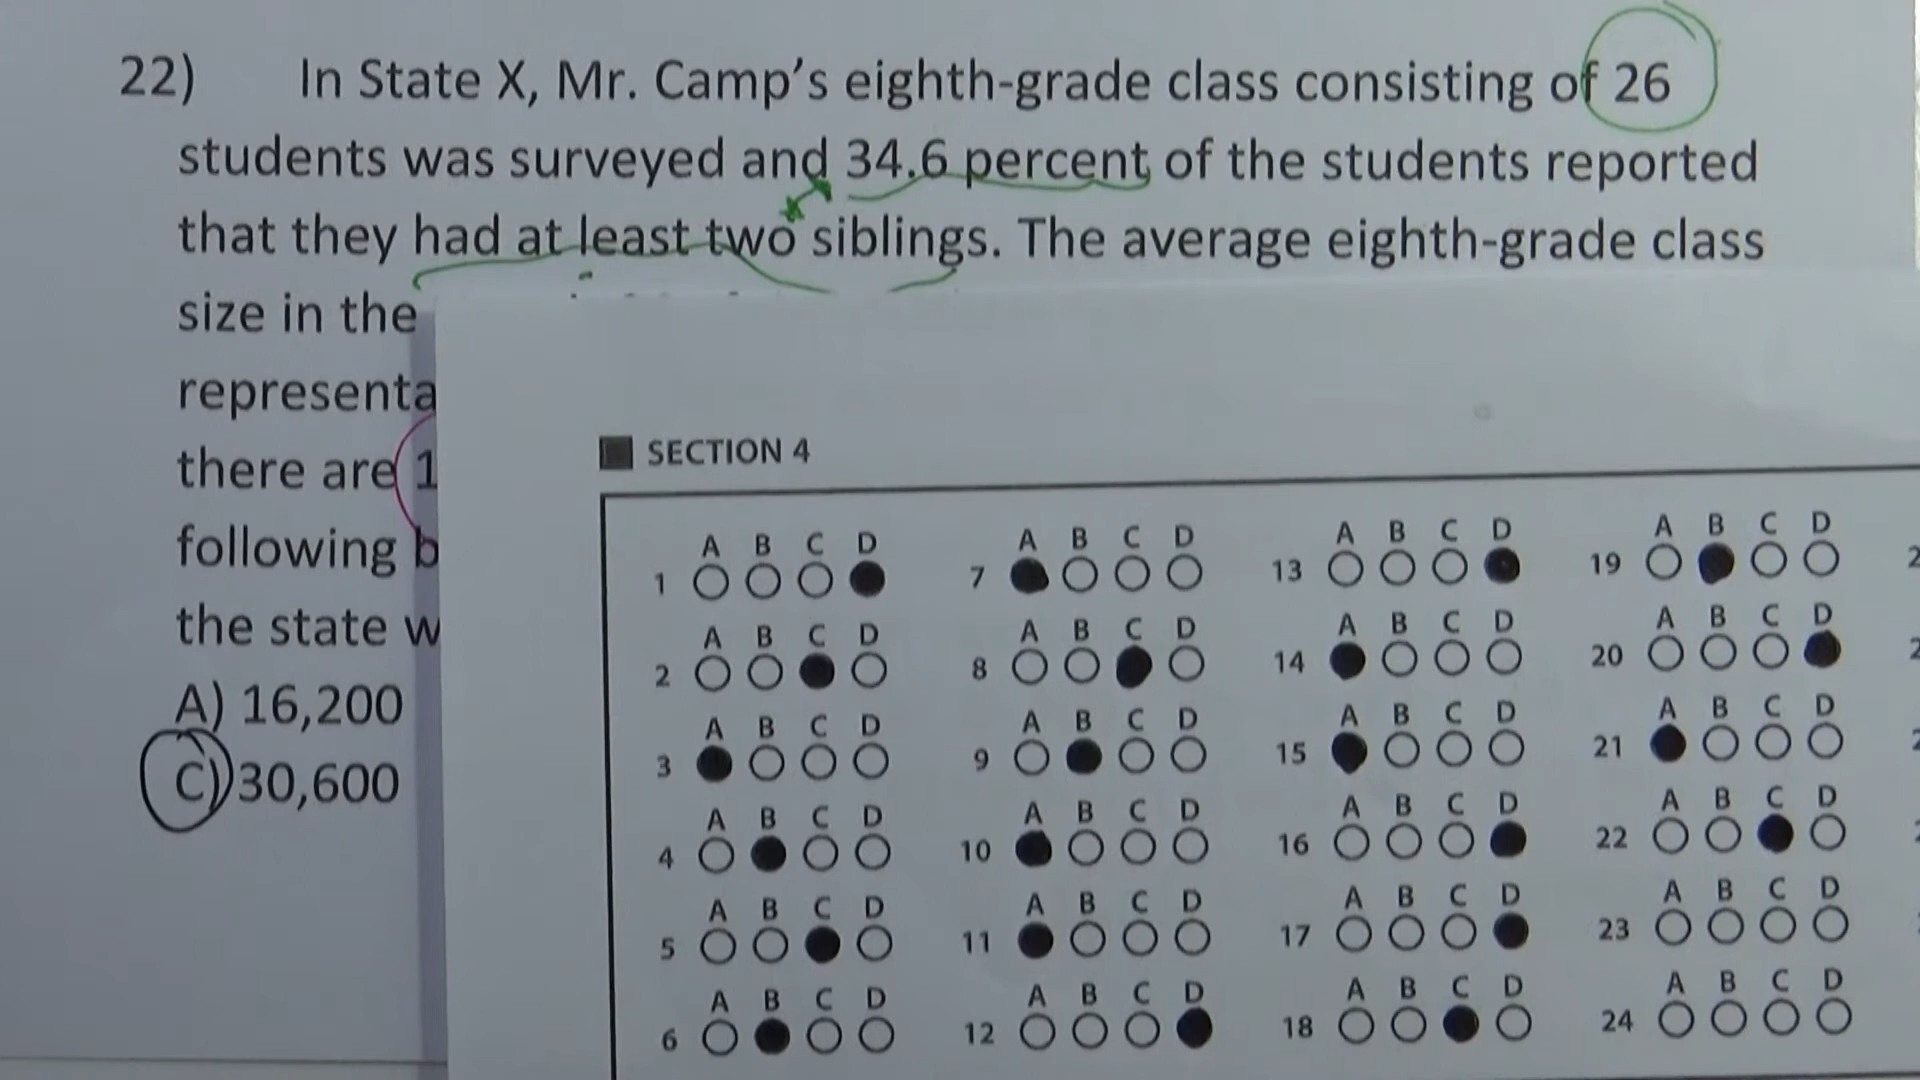 22) In State X, Mr. Camp's eighth-grade class consisting of 26
students was surveyed and 34.6 percent of the students reported
that they had at least two siblings. The average eighth-grade class
size in the
representa
there are 1
following b
the state w
A) 16,200
C) 30,600
SECTION 4
A B C D
1
A B C D
2
A B C D
3
A B C D
4
A B C D
5
A B C D
6
A B C D
7
A B C D
8
A B C D
9
A B C D
10
A B C D
11
A B C D
12
A B C D
13
A B C D
14
A B C D
15
A B C D
16
A B C D
17
A B C D
18
A B C D
19
A B C D
20
A B C D
21
A B C D
22
A B C D
23
A B C D
24